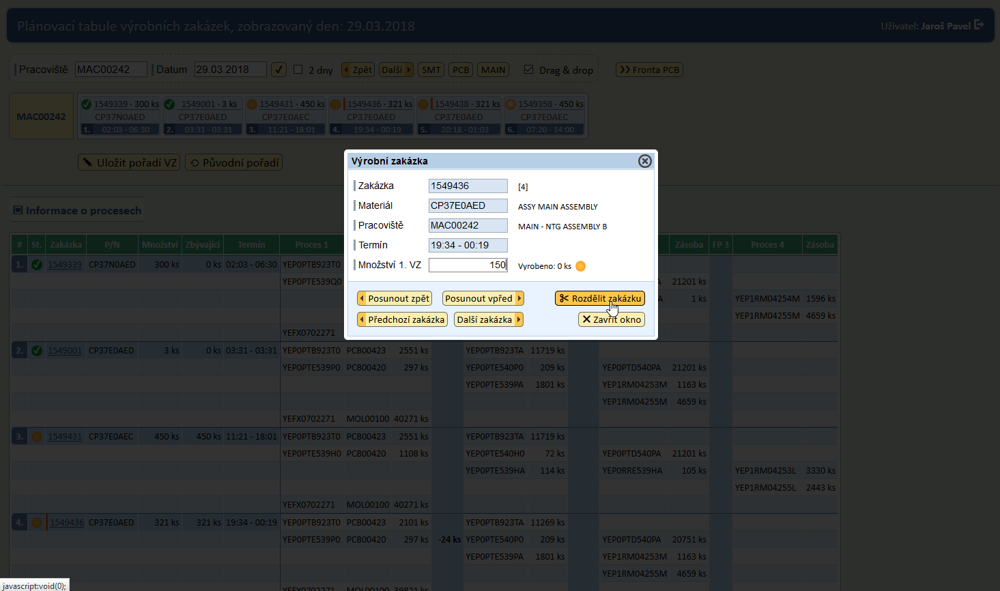 Plánovací tabule výrobních zakázek, zobrazovaný den: 29.03.2018
Uživatel: Jaroš Pavel
Pracoviště MAC00242 Datum 29.03.2018 2 dny Zpět Další SMT PCB MAIN Drag & drop Fronta PCB
MAC00242
1549339 · 300 ks
CP37N0AED
1. 02:03 - 06:30
1549001 · 3 ks
CP37E0AED
2. 03:31 - 03:31
1549431 · 450 ks
CP37E0AEC
3. 11:21 - 18:01
1549436 · 321 ks
CP37E0AED
4. 19:34 - 00:19
1549438 · 321 ks
CP37E0AED
5. 20:18 - 01:03
1549358 · 450 ks
CP37E0AEC
6. 07:20 - 14:00
Uložit pořadí VZ Původní pořadí
Výrobní zakázka
Zakázka 1549436 [4]
Materiál CP37E0AED ASSY MAIN ASSEMBLY
Pracoviště MAC00242 MAIN - NTG ASSEMBLY B
Termín 19:34 - 00:19
Množství 1. VZ 150 Vyrobeno: 0 ks
Posunout zpět Posunout vpřed Rozdělit zakázku
Předchozí zakázka Další zakázka Zavřít okno
Informace o procesech
# St. Zakázka P/N Množství Zbývající Termín Proces 1 Zásoba FP 3 Proces 4 Zásoba
1. 1549339 CP37N0AED 300 ks 0 ks 02:03 - 06:30 YEP0PTB923T0
YEP0PTE539Q0 A 21201 ks
A 1 ks YEP1RM04254M 1596 ks
YEP1RM04255M 4659 ks
YEFX0702271
2. 1549001 CP37E0AED 3 ks 0 ks 03:31 - 03:31 YEP0PTB923T0 PCB00423 2551 ks YEP0PTB923TA 11719 ks
YEP0PTE539P0 PCB00420 297 ks YEP0PTE540P0 209 ks YEP0PTD540PA 21201 ks
YEP0PTE539PA 1801 ks YEP1RM04253M 1163 ks
YEP1RM04255M 4659 ks
YEFX0702271 MOL00100 40271 ks
3. 1549431 CP37E0AEC 450 ks 450 ks 11:21 - 18:01 YEP0PTB923T0 PCB00423 2551 ks YEP0PTB923TA 11719 ks
YEP0PTE539H0 PCB00420 1108 ks YEP0PTE540H0 72 ks YEP0PTD540PA 21201 ks
YEP0PTE539HA 114 ks YEP0RRE539HA 105 ks YEP1RM04253L 3330 ks
YEP1RM04255L 2443 ks
YEFX0702271 MOL00100 40271 ks
4. 1549436 CP37E0AED 321 ks 321 ks 19:34 - 00:19 YEP0PTB923T0 PCB00423 2101 ks YEP0PTB923TA 11269 ks
YEP0PTE539P0 PCB00420 297 ks -24 ks YEP0PTE540P0 209 ks YEP0PTD540PA 20751 ks
YEP0PTE539PA 1801 ks YEP1RM04253M 1163 ks
YEP1RM04255M 4659 ks
YEFX0702271 MOL00100 39821 ks
javascript:void(0);